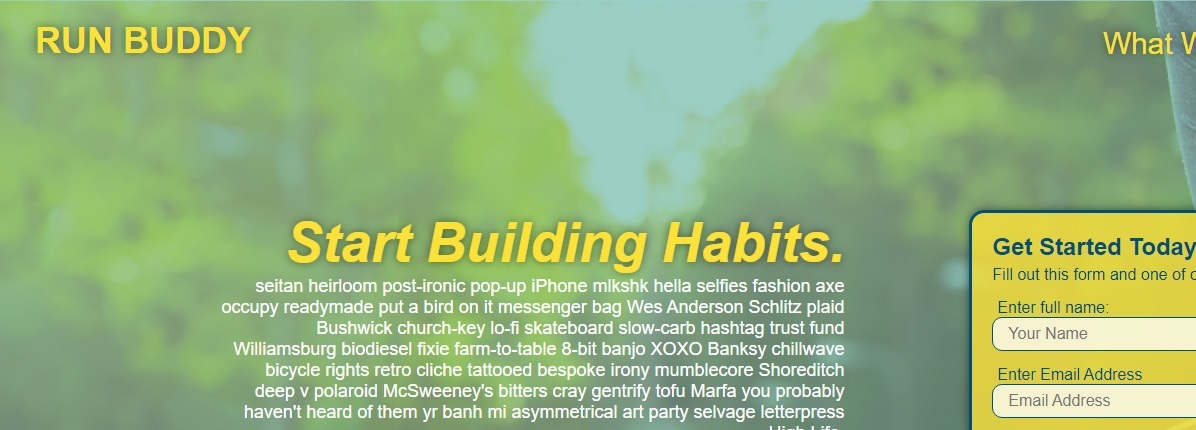 RUN BUDDY
What W
Start Building Habits.
seitan heirloom post-ironic pop-up iPhone mlkshk hella selfies fashion axe
occupy readymade put a bird on it messenger bag Wes Anderson Schlitz plaid
Bushwick church-key lo-fi skateboard slow-carb hashtag trust fund
Williamsburg biodiesel fixie farm-to-table 8-bit banjo XOXO Banksy chillwave
bicycle rights retro cliche tattooed bespoke irony mumblecore Shoreditch
deep v polaroid McSweeney's bitters cray gentrify tofu Marfa you probably
haven't heard of them yr banh mi asymmetrical art party selvage letterpress
High Life.
Get Started Today
Fill out this form and one of o
Enter full name:
Your Name
Enter Email Address
Email Address